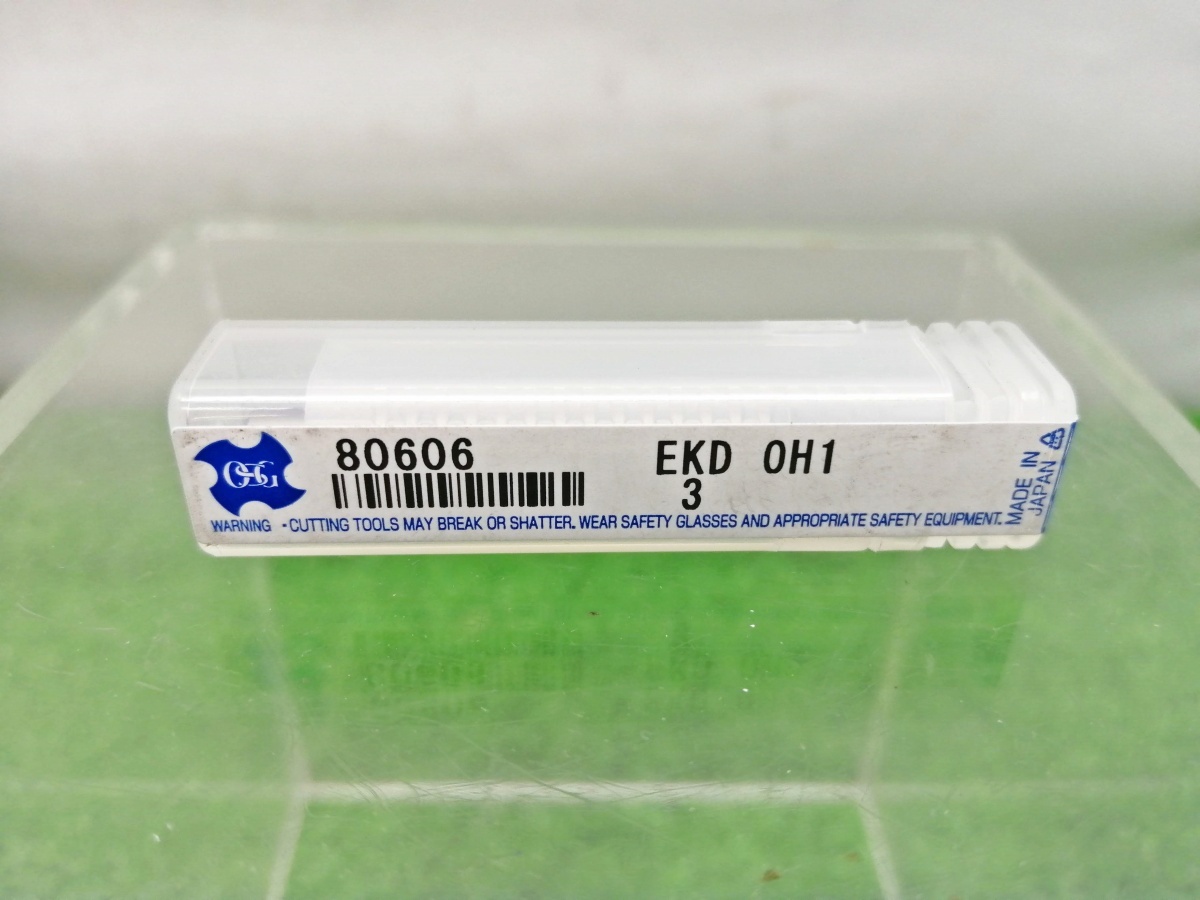 OSG
80606
EKD OH1
3
WARNING - CUTTING TOOLS MAY BREAK OR SHATTER. WEAR SAFETY GLASSES AND APPROPRIATE SAFETY EQUIPMENT.
MADE IN
JAPAN